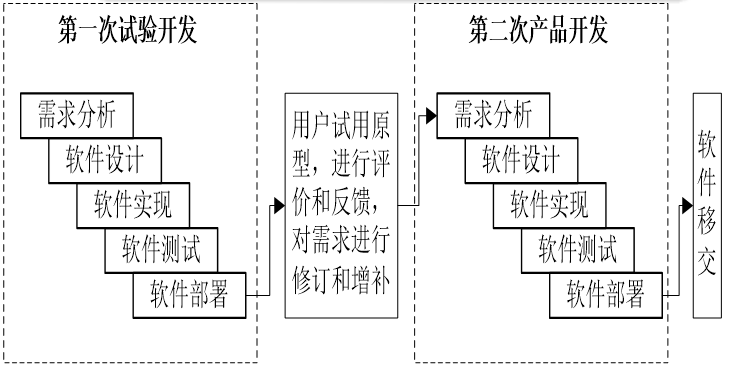 第一次试验开发
需求分析
软件设计
软件实现
软件测试
软件部署
用户试用原
型，进行评
价和反馈，
对需求进行
修订和增补
第二次产品开发
需求分析
软件设计
软件实现
软件测试
软件部署
软
件
移
交